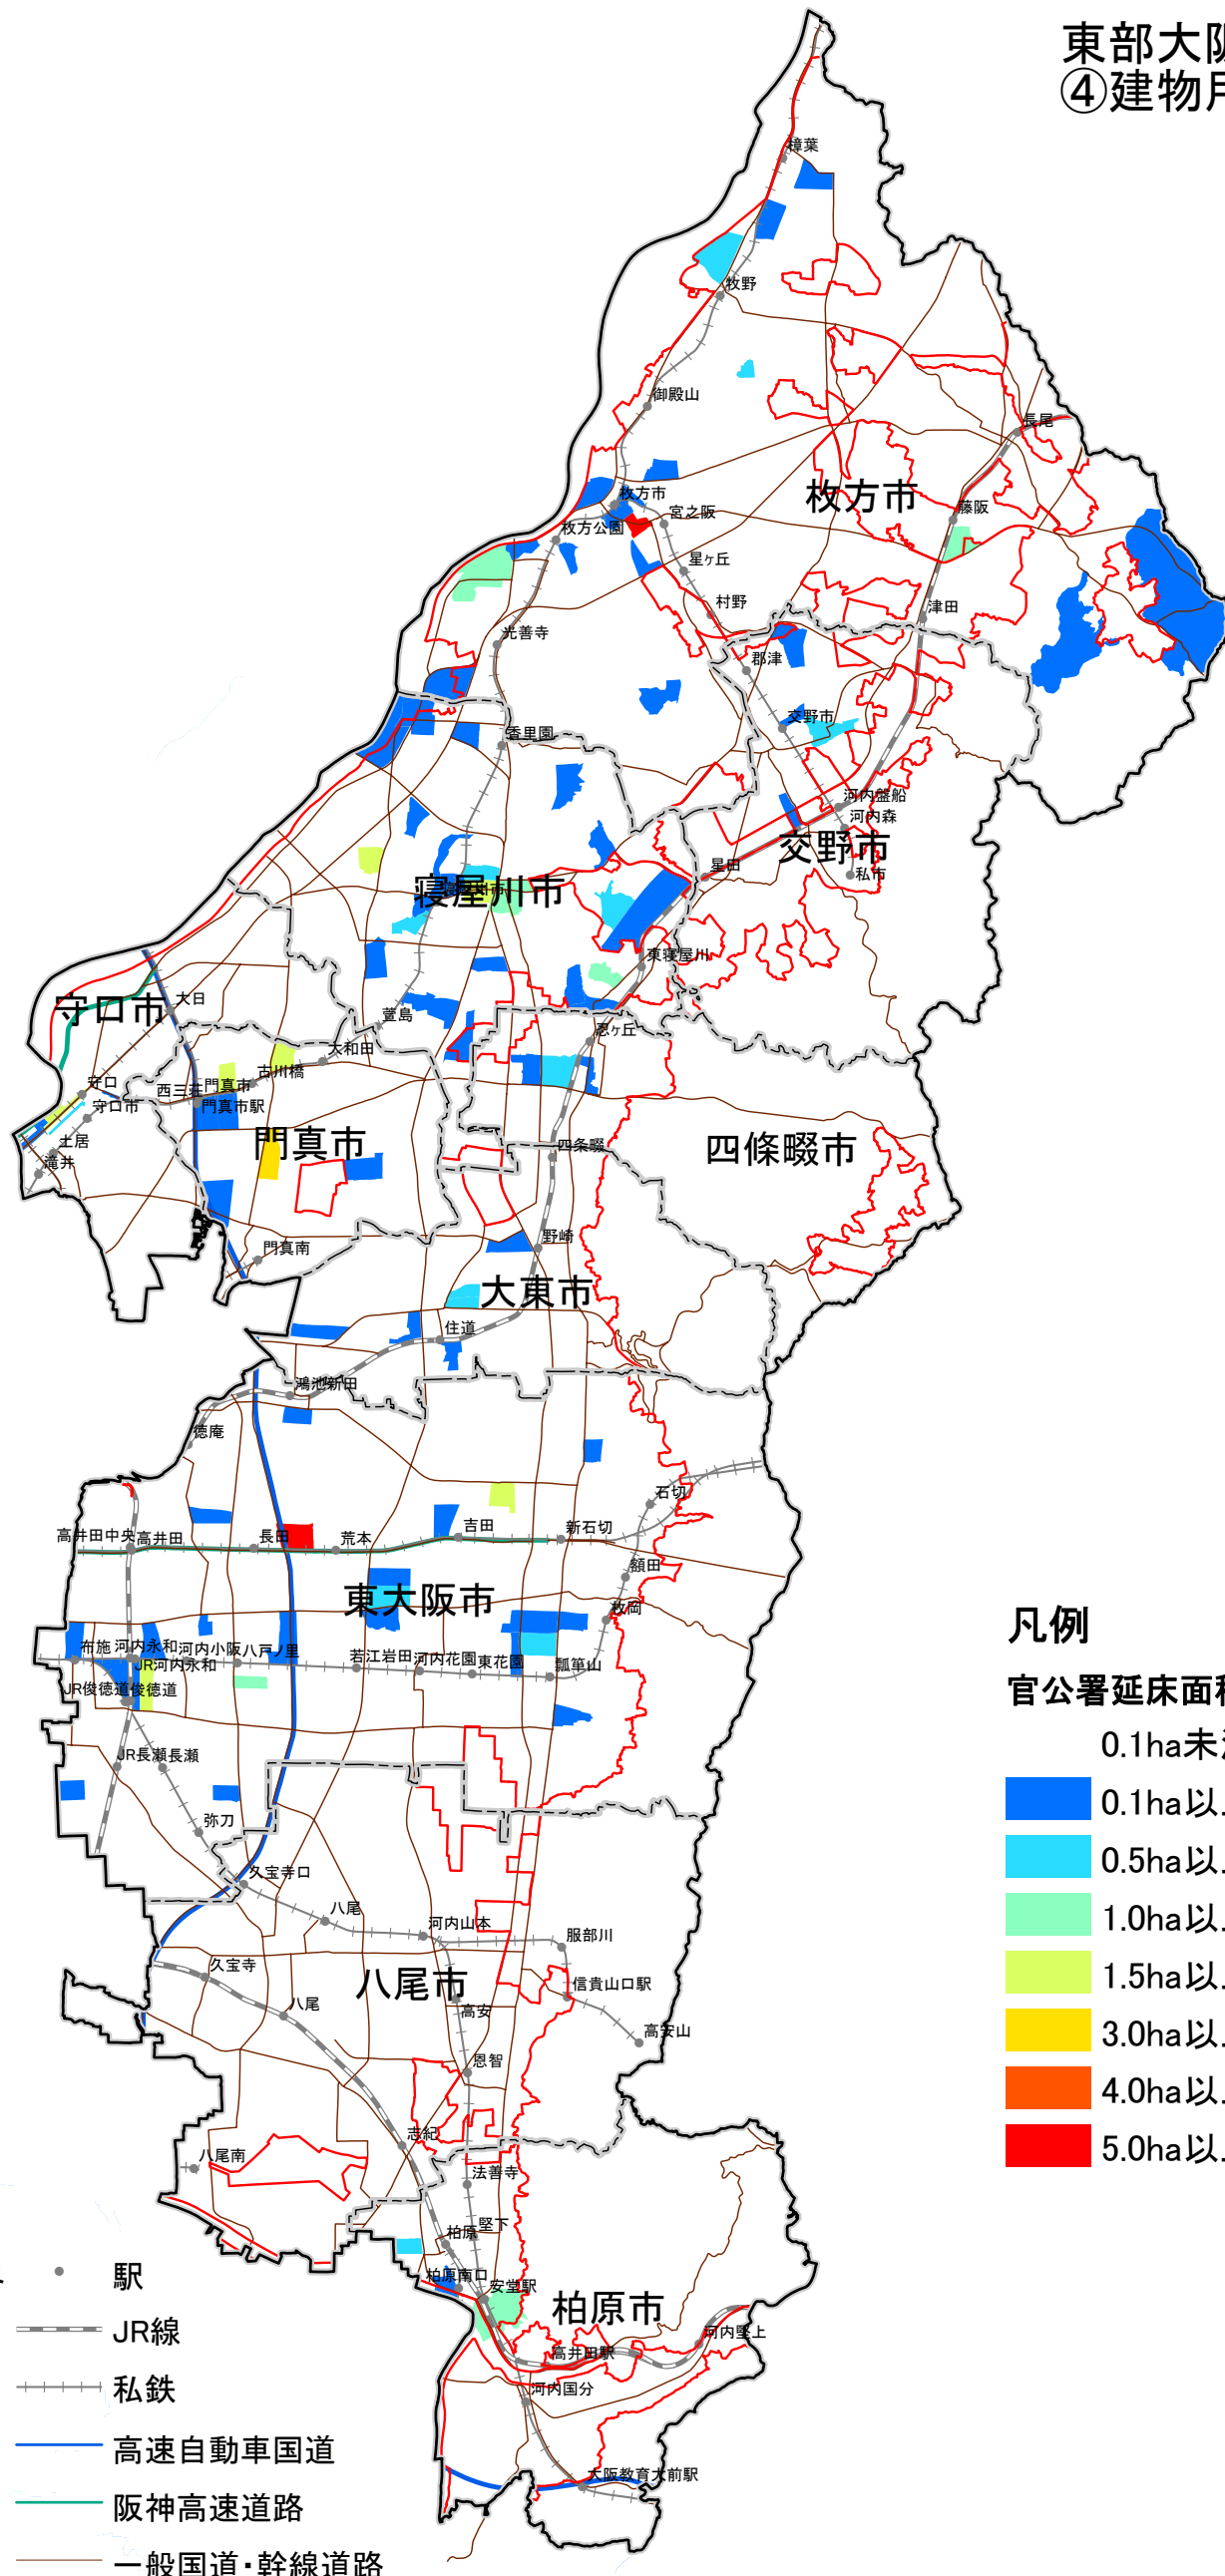 東部大阪
④建物用
樟葉
牧野
御殿山
長尾
枚方市
枚方市
藤阪
宮之阪
枚方公園
星ヶ丘
村野
津田
光善寺
郡津
交野市
香里園
河内磐船
河内森
交野市
星田
私市
寝屋川市
東寝屋川
守口市
大日
萱島
忍ヶ丘
大和田
古川橋
門真市
西三荘
門真市駅
守口
守口市
土居
滝井
門真市
四条畷
四條畷市
野崎
門真南
大東市
住道
鴻池新田
徳庵
石切
高井田中央
高井田
長田
荒本
吉田
新石切
額田
東大阪市
枚岡
布施
河内永和
河内小阪
八戸ノ里
JR河内永和
若江岩田
河内花園
東花園
瓢箪山
JR俊徳道
俊徳道
JR長瀬
長瀬
弥刀
久宝寺口
八尾
河内山本
服部川
久宝寺
八尾市
信貴山口駅
八尾
高安
高安山
恩智
志紀
八尾南
法善寺
柏原
堅下
柏原南口
安堂駅
柏原市
河内堅上
高井田駅
河内国分
大阪教育大前駅
凡例
官公署延床面積
0.1ha未満
0.1ha以上
0.5ha以上
1.0ha以上
1.5ha以上
3.0ha以上
4.0ha以上
5.0ha以上
駅
JR線
私鉄
高速自動車国道
阪神高速道路
一般国道・幹線道路